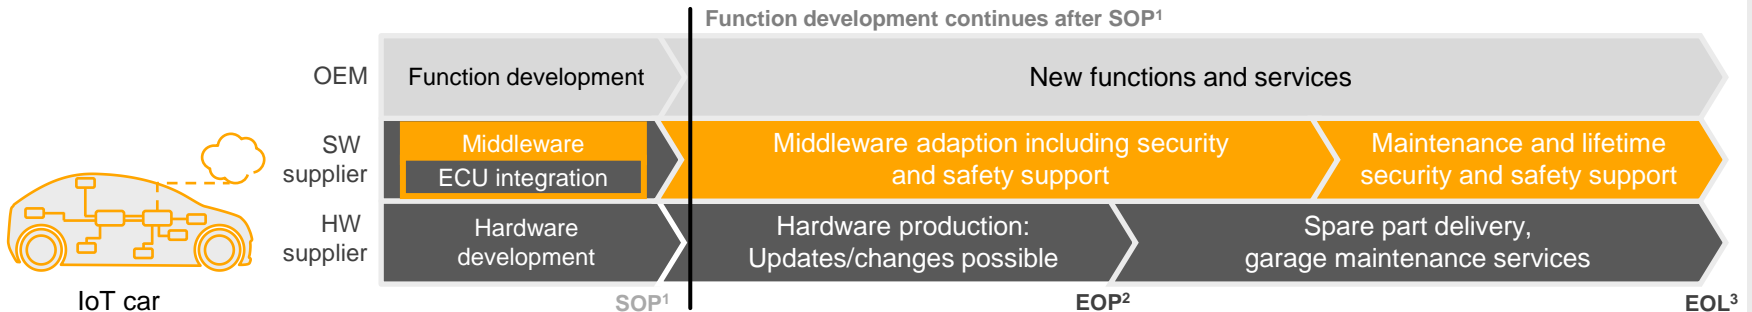 Function development continues after SOP¹
OEM
Function development
New functions and services
SW
supplier
Middleware
ECU integration
Middleware adaption including security
and safety support
Maintenance and lifetime
security and safety support
HW
supplier
Hardware
development
Hardware production:
Updates/changes possible
Spare part delivery,
garage maintenance services
IoT car
SOP¹
EOP²
EOL³